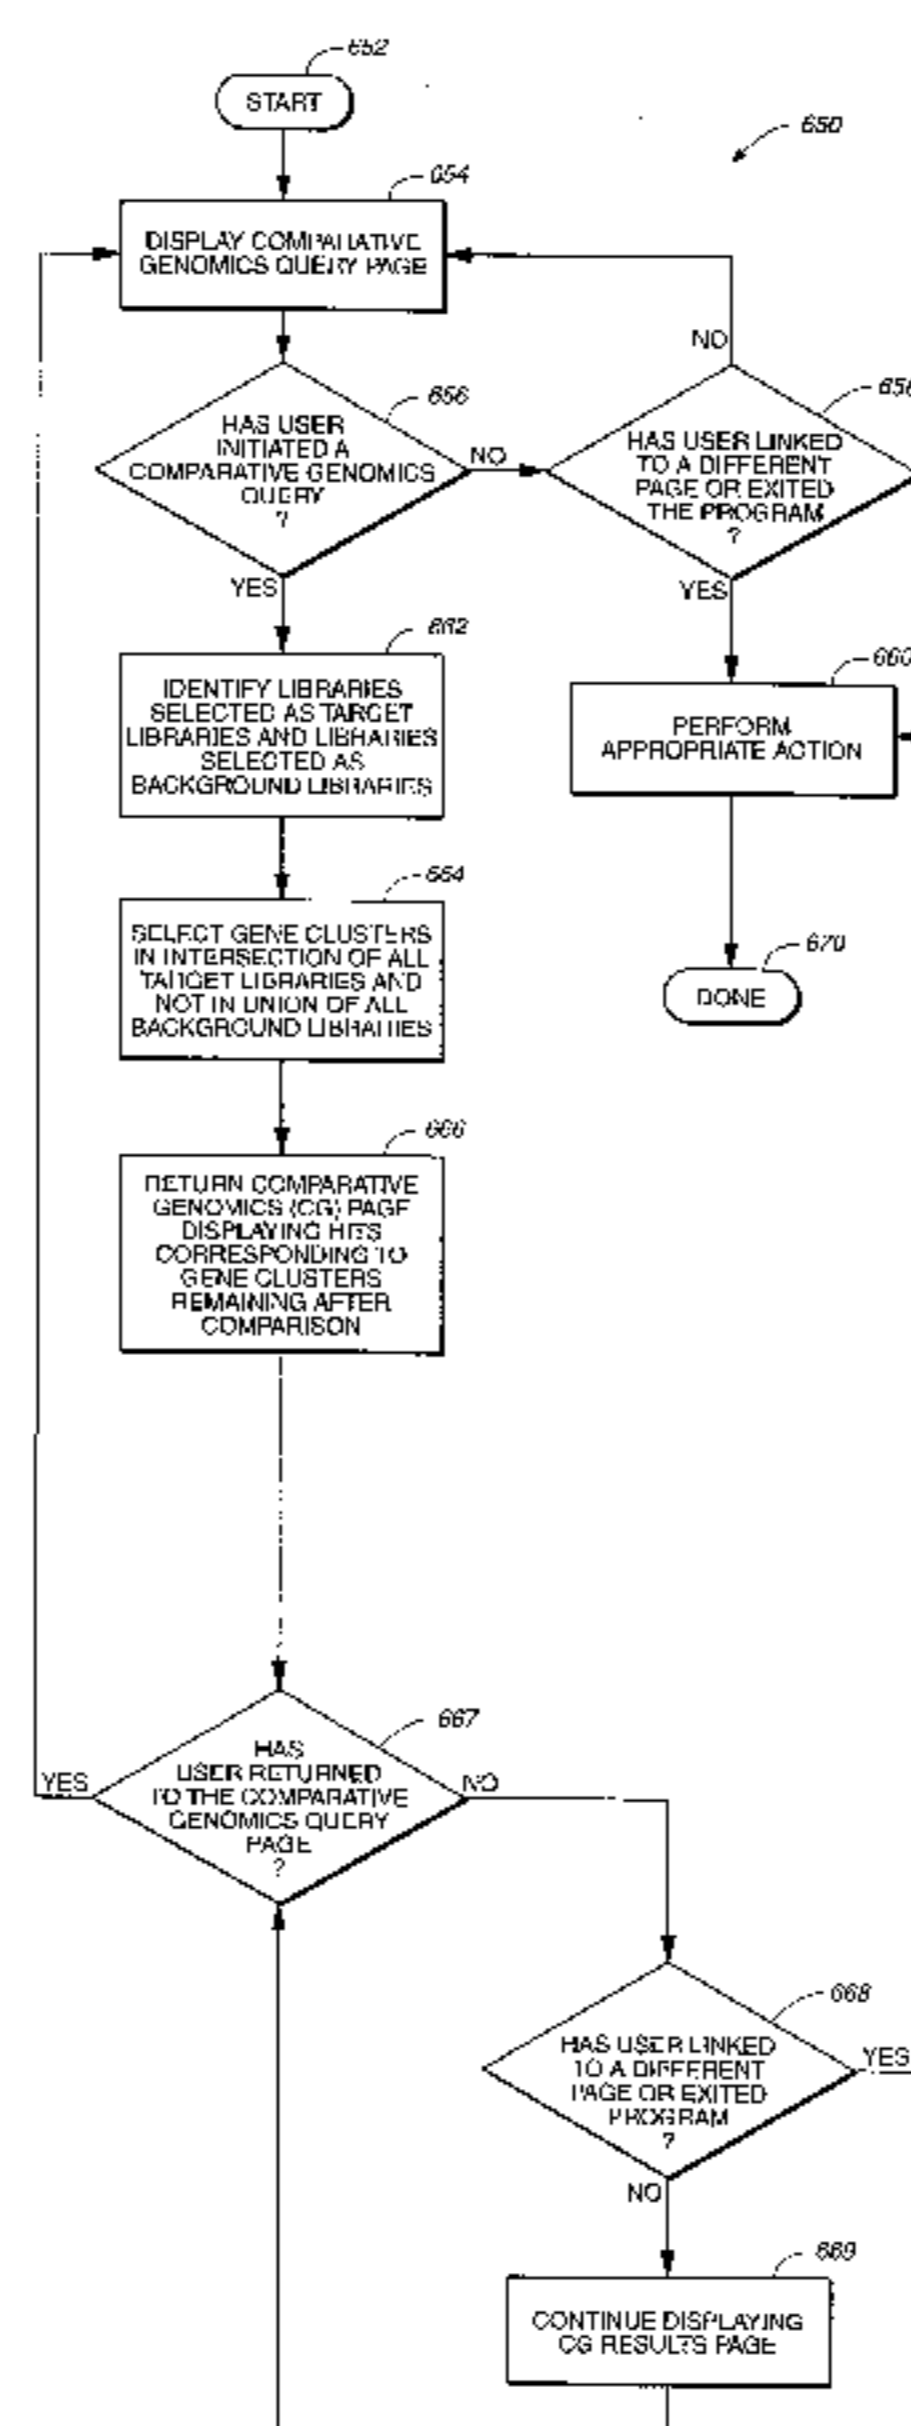 652
START
650
654
DISPLAY COMPARATIVE
GENOMICS QUERY PAGE
NO
656
HAS USER
INITIATED A
COMPARATIVE GENOMICS
QUERY
?
NO
658
HAS USER LINKED
TO A DIFFERENT
PAGE OR EXITED
THE PROGRAM
?
YES
YES
662
IDENTIFY LIBRARIES
SELECTED AS TARGET
LIBRARIES AND LIBRARIES
SELECTED AS
BACKGROUND LIBRARIES
660
PERFORM
APPROPRIATE ACTION
664
SELECT GENE CLUSTERS
IN INTERSECTION OF ALL
TARGET LIBRARIES AND
NOT IN UNION OF ALL
BACKGROUND LIBRARIES
670
DONE
666
RETURN COMPARATIVE
GENOMICS (CG) PAGE
DISPLAYING HITS
CORRESPONDING TO
GENE CLUSTERS
REMAINING AFTER
COMPARISON
667
HAS
USER RETURNED
TO THE COMPARATIVE
GENOMICS QUERY
PAGE
?
YES
NO
668
HAS USER LINKED
TO A DIFFERENT
PAGE OR EXITED
PROGRAM
?
YES
NO
669
CONTINUE DISPLAYING
CG RESULTS PAGE